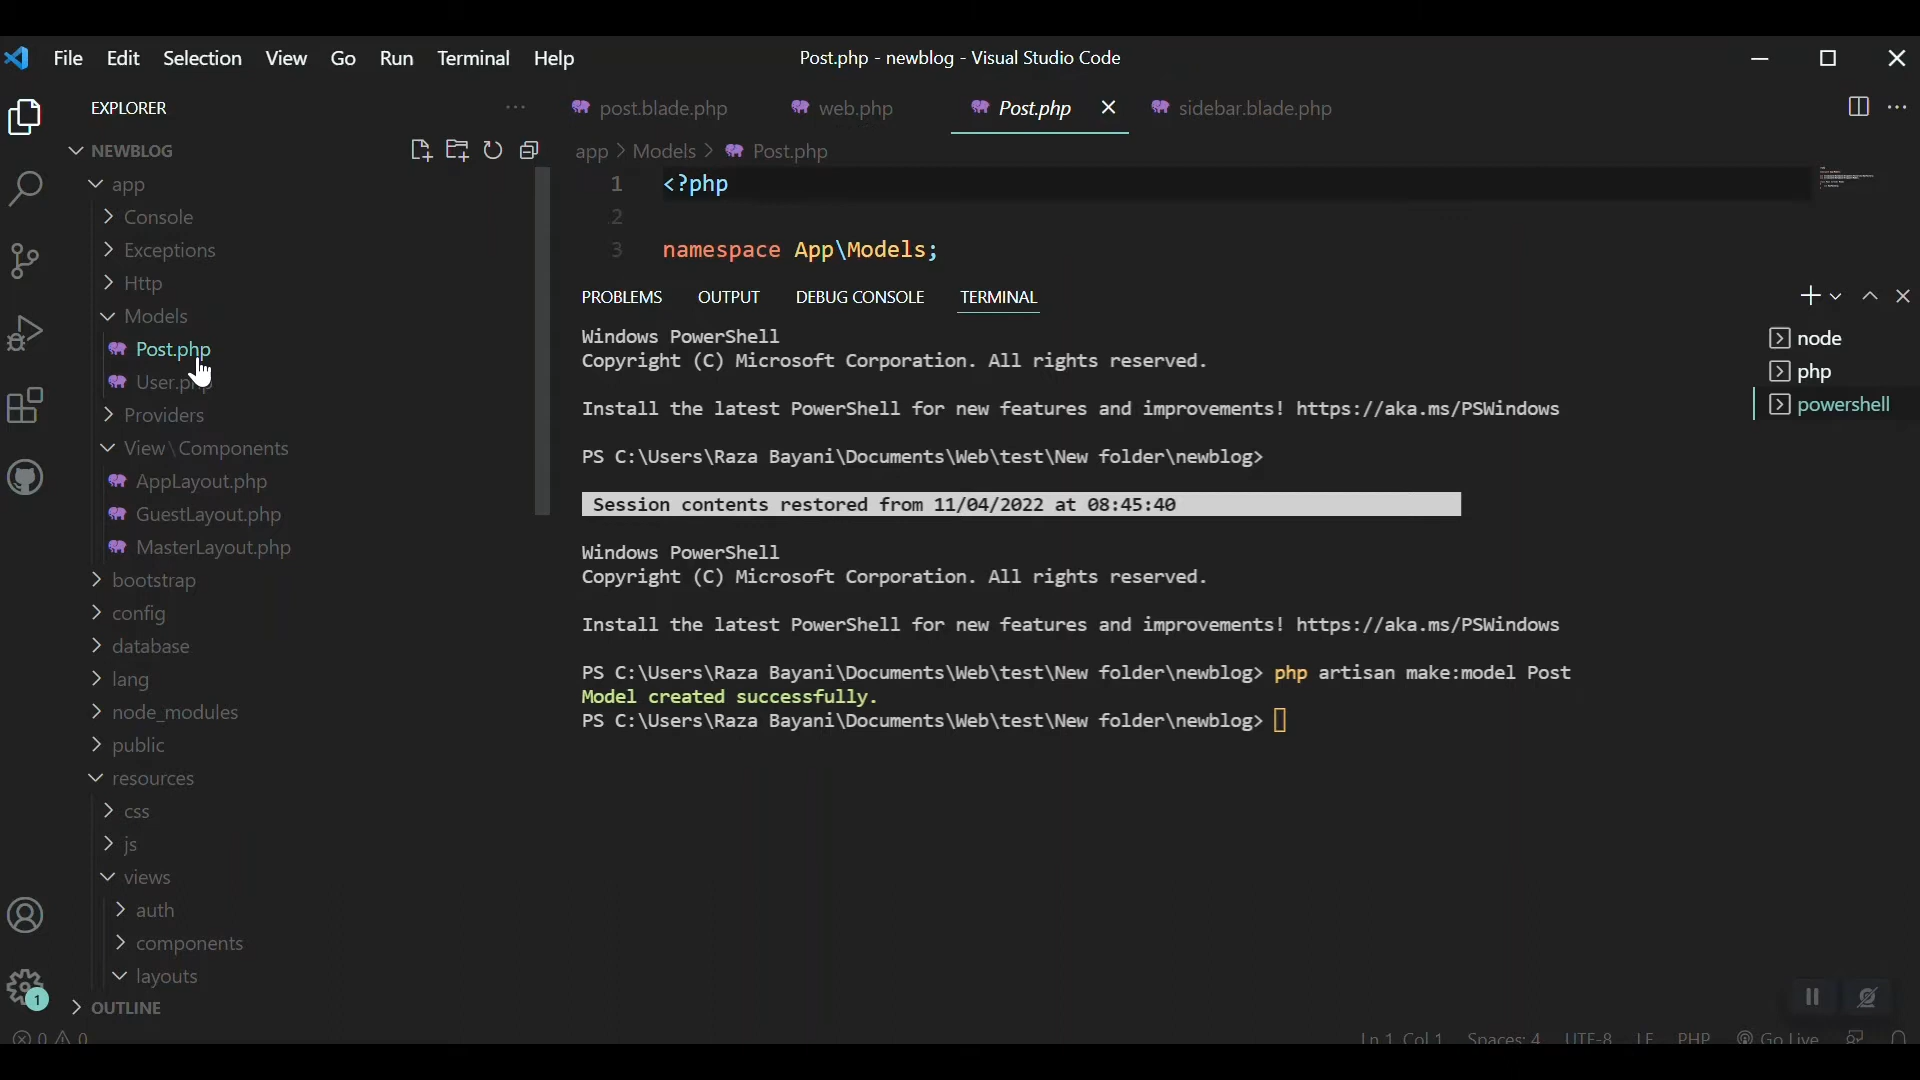 File Edit Selection View Go Run Terminal Help
Post.php - newblog - Visual Studio Code
EXPLORER
NEWBLOG
app
Console
Exceptions
Http
Models
Post.php
User.php
Providers
View\Components
AppLayout.php
GuestLayout.php
MasterLayout.php
bootstrap
config
database
lang
node_modules
public
resources
css
js
views
auth
components
layouts
OUTLINE
1
0 0
post.blade.php web.php Post.php sidebar.blade.php
app > Models > Post.php
1 <?php
2
3 namespace App\Models;
PROBLEMS OUTPUT DEBUG CONSOLE TERMINAL
Windows PowerShell
Copyright (C) Microsoft Corporation. All rights reserved.
Install the latest PowerShell for new features and improvements! https://aka.ms/PSWindows
PS C:\Users\Raza Bayani\Documents\Web\test\New folder\newblog>
Session contents restored from 11/04/2022 at 08:45:40
Windows PowerShell
Copyright (C) Microsoft Corporation. All rights reserved.
Install the latest PowerShell for new features and improvements! https://aka.ms/PSWindows
PS C:\Users\Raza Bayani\Documents\Web\test\New folder\newblog> php artisan make:model Post
Model created successfully.
PS C:\Users\Raza Bayani\Documents\Web\test\New folder\newblog>
node
php
powershell
Ln 1, Col 1 Spaces: 4 UTF-8 LF PHP Go Live